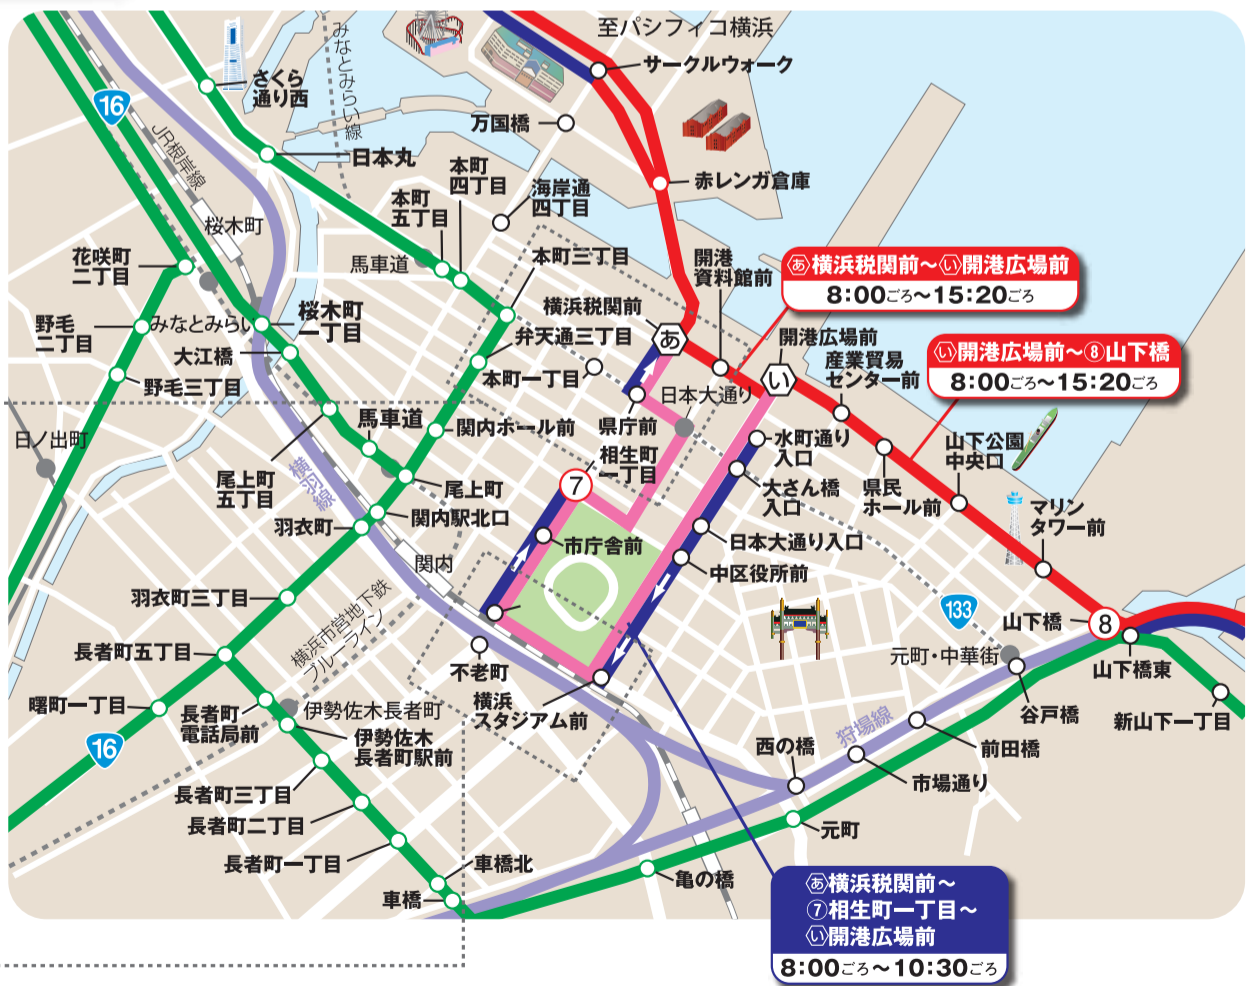 至パシフィコ横浜
サークルウォーク
みなとみらい線
さくら
通り西
16
JR根岸線
万国橋
日本丸
本町
四丁目
本町
五丁目
海岸通
四丁目
赤レンガ倉庫
桜木町
花咲町
二丁目
馬車道
本町三丁目
開港
資料館前
あ横浜税関前～い開港広場前
8:00ごろ～15:20ごろ
横浜税関前
あ
野毛
二丁目
みなとみらい
桜木町
一丁目
弁天通三丁目
開港広場前
い
い開港広場前～⑧山下橋
8:00ごろ～15:20ごろ
大江橋
野毛三丁目
本町一丁目
日本大通り
産業貿易
センター前
日ノ出町
馬車道
関内ホール前
県庁前
水町通り
入口
山下公園
中央口
相生町
一丁目
7
尾上町
五丁目
横羽線
尾上町
大さん橋
入口
県民
ホール前
マリン
タワー前
羽衣町
関内駅北口
市庁舎前
日本大通り入口
関内
中区役所前
羽衣町三丁目
横浜市営地下鉄
ブルーライン
133
山下橋
8
長者町五丁目
不老町
元町・中華街
山下橋東
曙町一丁目
長者町
電話局前
伊勢佐木長者町
横浜
スタジアム前
谷戸橋
新山下一丁目
16
伊勢佐木
長者町駅前
狩場線
前田橋
西の橋
市場通り
長者町三丁目
長者町二丁目
元町
長者町一丁目
車橋北
亀の橋
車橋
あ横浜税関前～
⑦相生町一丁目～
い開港広場前
8:00ごろ～10:30ごろ